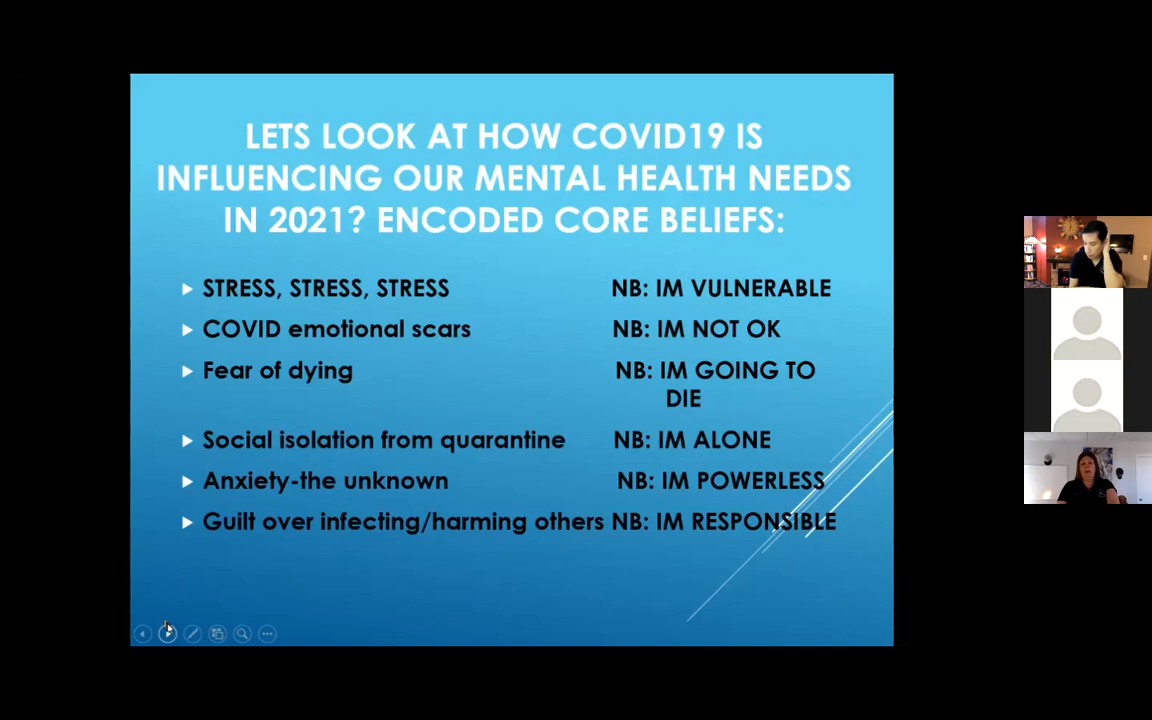 LETS LOOK AT HOW COVID19 IS
INFLUENCING OUR MENTAL HEALTH NEEDS
IN 2021? ENCODED CORE BELIEFS:
STRESS, STRESS, STRESS NB: IM VULNERABLE
COVID emotional scars NB: IM NOT OK
Fear of dying NB: IM GOING TO
DIE
Social isolation from quarantine NB: IM ALONE
Anxiety-the unknown NB: IM POWERLESS
Guilt over infecting/harming others NB: IM RESPONSIBLE